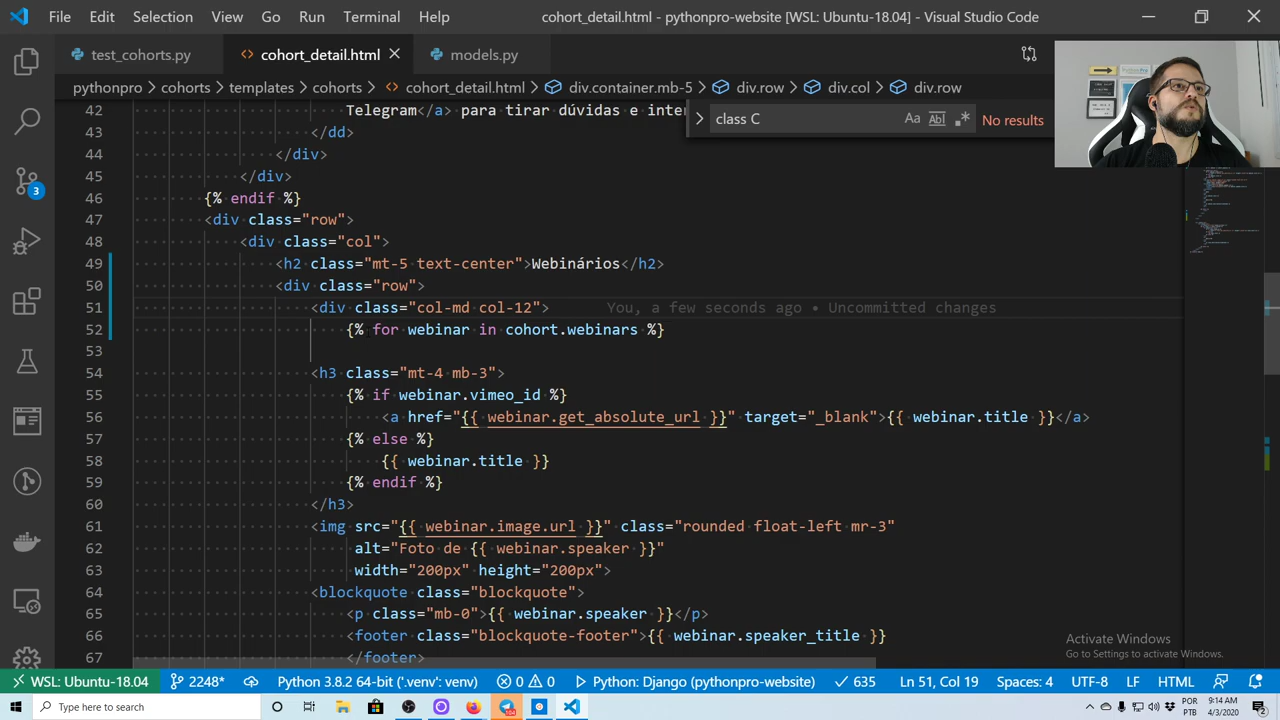 File Edit Selection View Go Run Terminal Help cohort_detail.html - pythonpro-website [WSL: Ubuntu-18.04] - Visual Studio Code
test_cohorts.py cohort_detail.html models.py
pythonpro > cohorts > templates > cohorts > cohort_detail.html > div.container.mb-5 > div.row > div.col > div.row
class C Aa Abl .* No results
42 Telegram</a> para tirar dúvidas e inter
43 </dd>
44 </div>
45 </div>
46 {% endif %}
47 <div class="row">
48 <div class="col">
49 <h2 class="mt-5 text-center">Webinários</h2>
50 <div class="row">
51 <div class="col-md col-12"> You, a few seconds ago • Uncommitted changes
52 {% for webinar in cohort.webinars %}
53
54 <h3 class="mt-4 mb-3">
55 {% if webinar.vimeo_id %}
56 <a href="{{ webinar.get_absolute_url }}" target="_blank">{{ webinar.title }}</a>
57 {% else %}
58 {{ webinar.title }}
59 {% endif %}
60 </h3>
61 <img src="{{ webinar.image.url }}" class="rounded float-left mr-3"
62 alt="Foto de {{ webinar.speaker }}"
63 width="200px" height="200px">
64 <blockquote class="blockquote">
65 <p class="mb-0">{{ webinar.speaker }}</p>
66 <footer class="blockquote-footer">{{ webinar.speaker_title }}
67 </footer>
3
Activate Windows
Go to Settings to activate Windows.
WSL: Ubuntu-18.04 2248* Python 3.8.2 64-bit ('.venv': venv) 0 0 Python: Django (pythonpro-website) 635 Ln 51, Col 19 Spaces: 4 UTF-8 LF HTML
Type here to search
POR
PTB
9:14 AM
4/3/2020
2